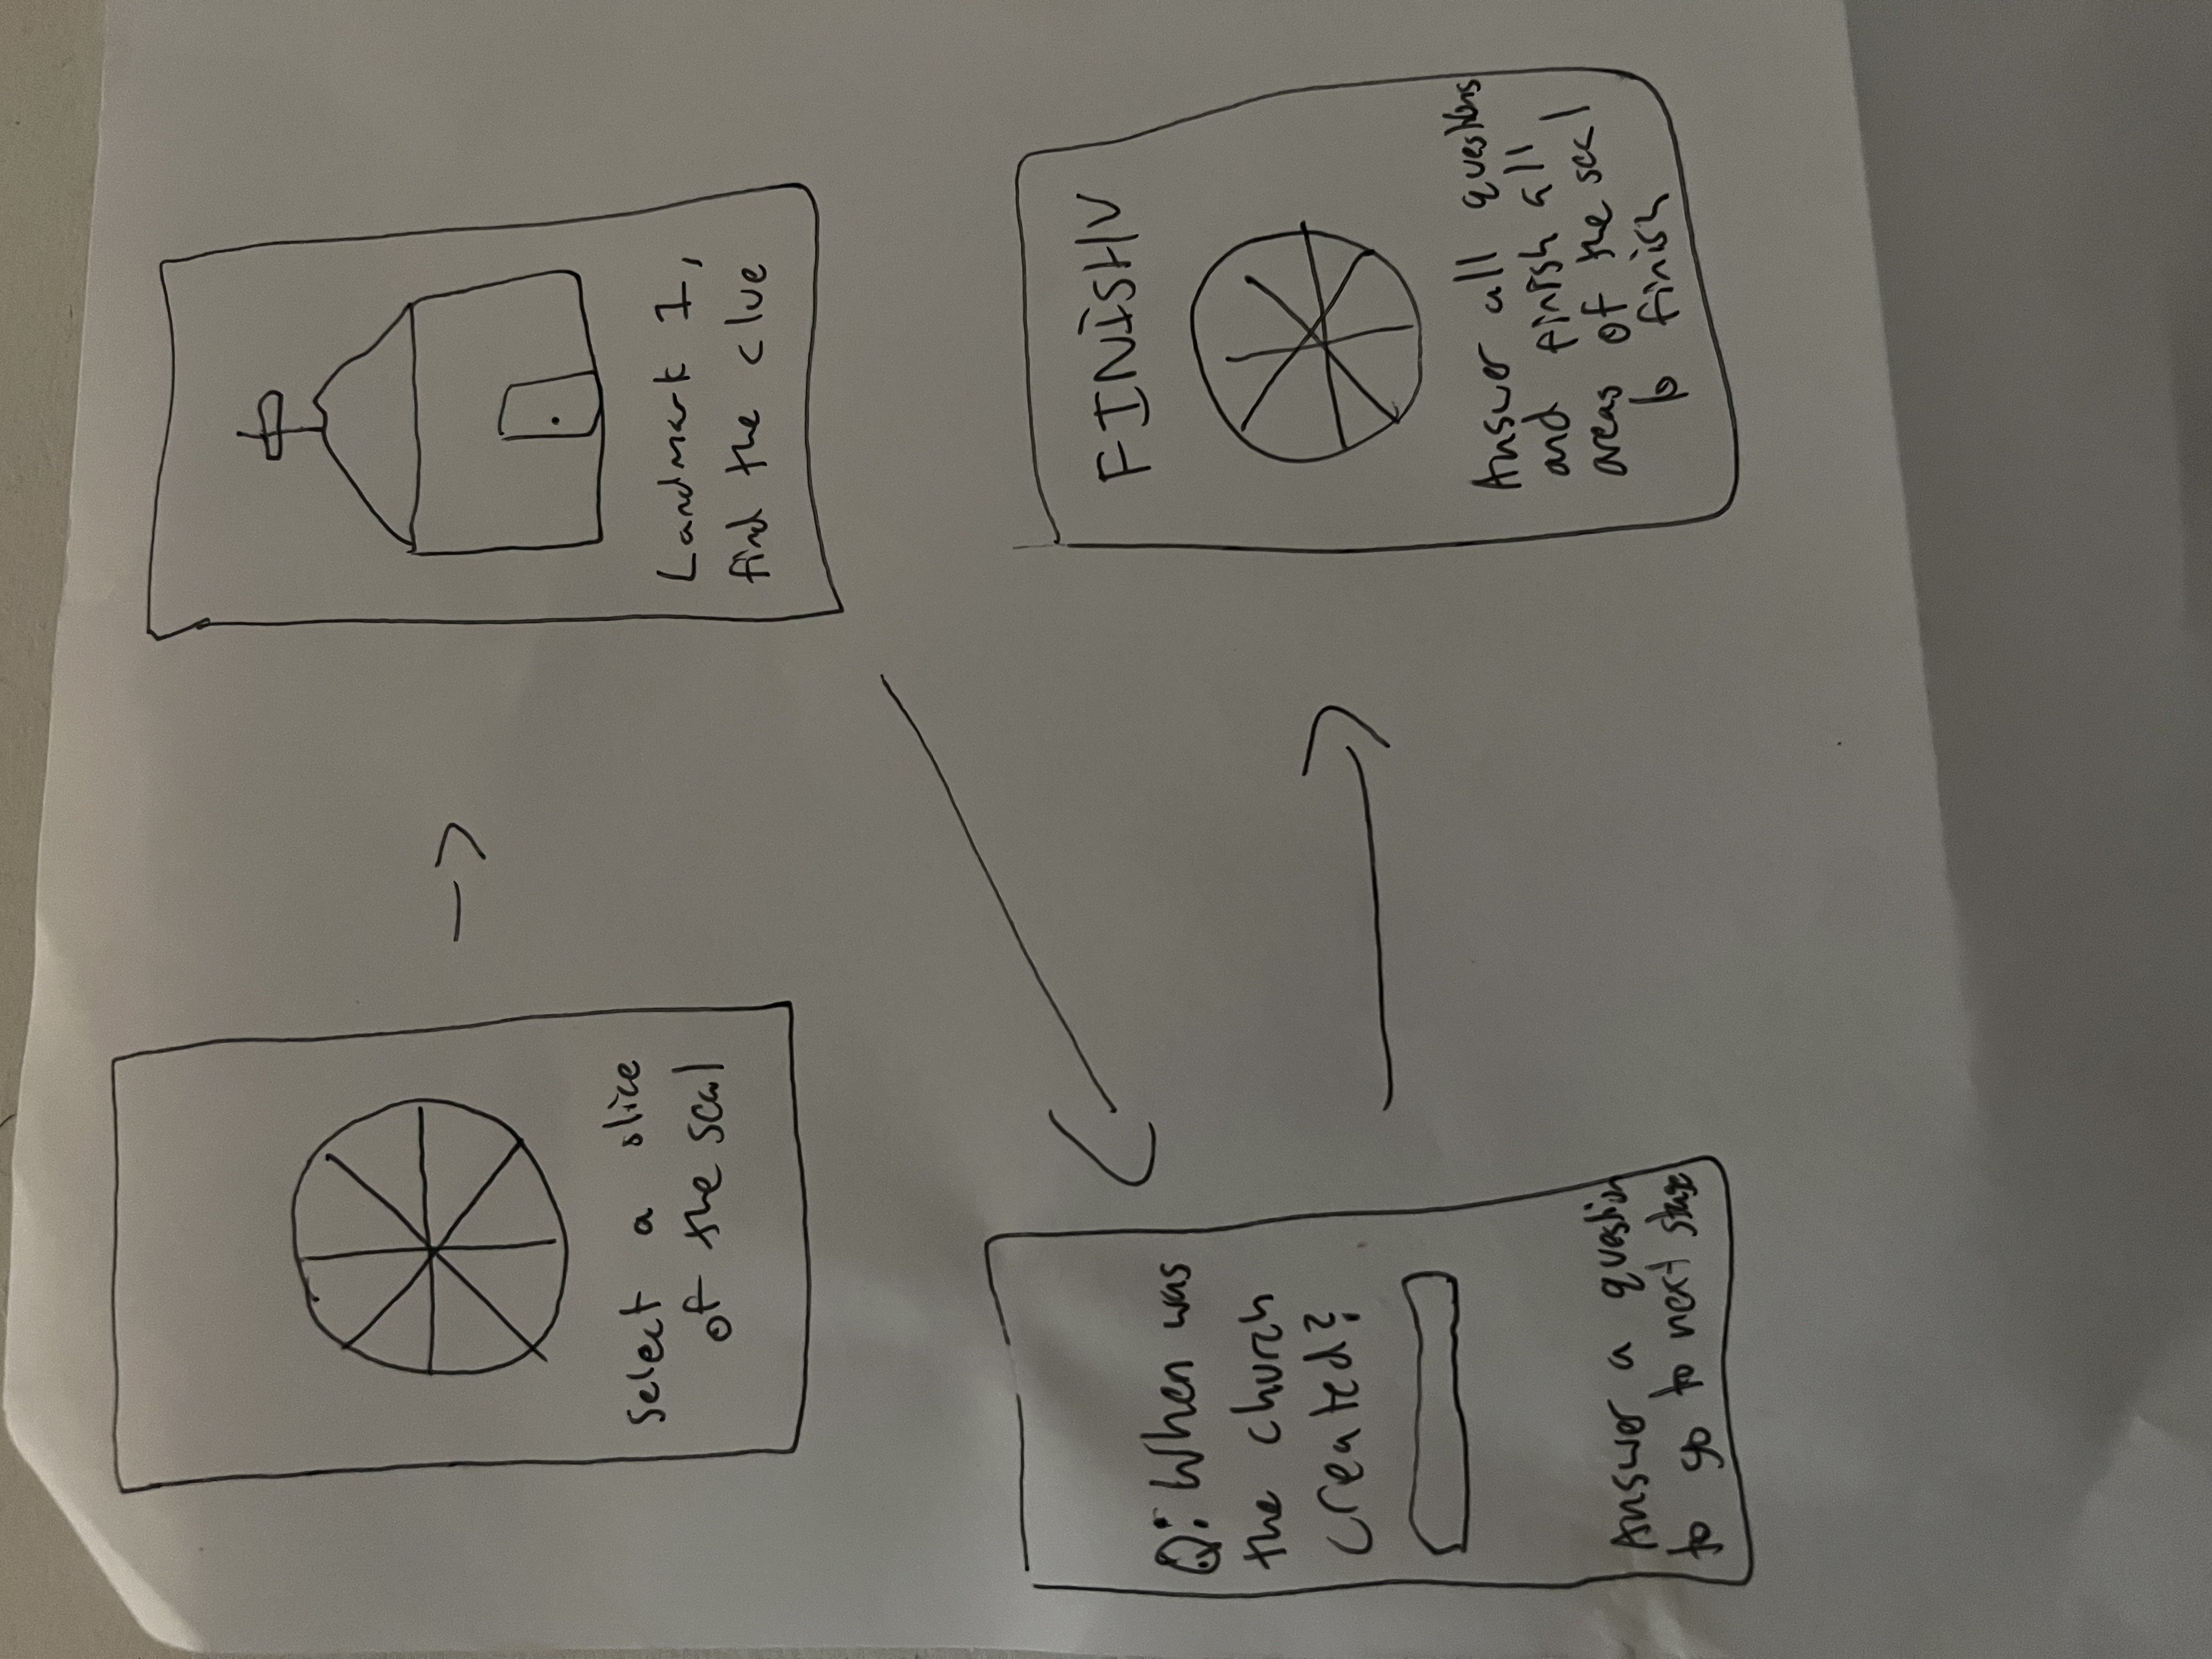 Select a slice
of the seal
Landmark 1,
find the clue
Q: When was
the church
created?
Answer a question
to go to next stage
FINISH
Answer all questions
and finish all
areas of the seal
to finish